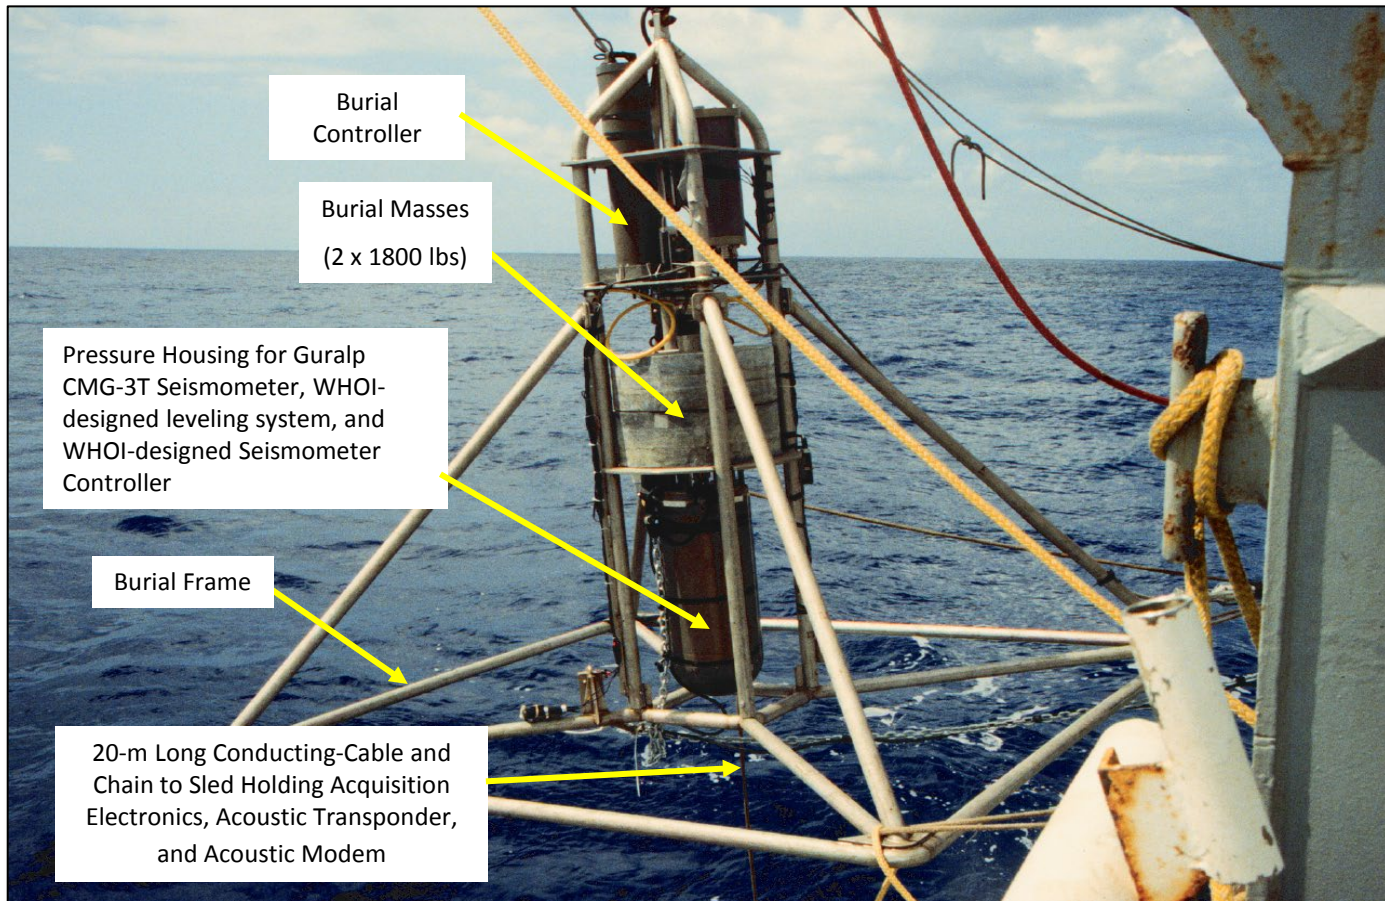 Burial
Controller
Burial Masses
(2 x 1800 lbs)
Pressure Housing for Guralp
CMG-3T Seismometer, WHOI-
designed leveling system, and
WHOI-designed Seismometer
Controller
Burial Frame
20-m Long Conducting-Cable and
Chain to Sled Holding Acquisition
Electronics, Acoustic Transponder,
and Acoustic Modem